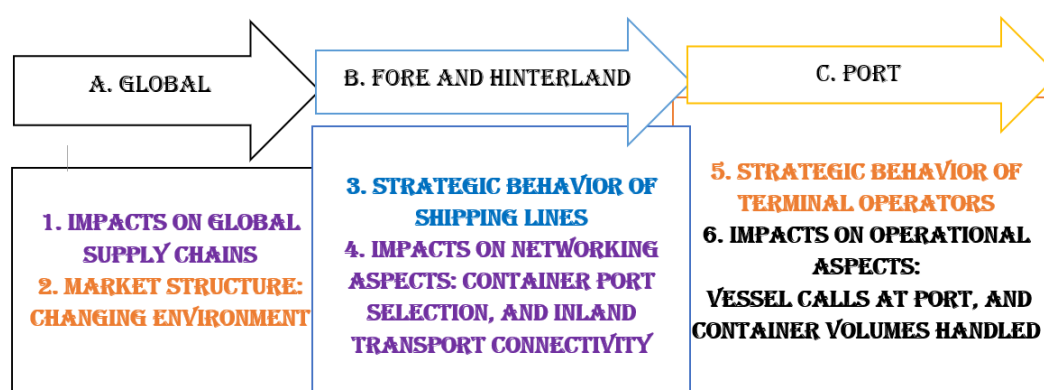 A. GLOBAL
B. FORE AND HINTERLAND
C. PORT
1. IMPACTS ON GLOBAL
SUPPLY CHAINS
2. MARKET STRUCTURE:
CHANGING ENVIRONMENT
3. STRATEGIC BEHAVIOR OF
SHIPPING LINES
4. IMPACTS ON NETWORKING
ASPECTS: CONTAINER PORT
SELECTION, AND INLAND
TRANSPORT CONNECTIVITY
5. STRATEGIC BEHAVIOR OF
TERMINAL OPERATORS
6. IMPACTS ON OPERATIONAL
ASPECTS:
VESSEL CALLS AT PORT, AND
CONTAINER VOLUMES HANDLED